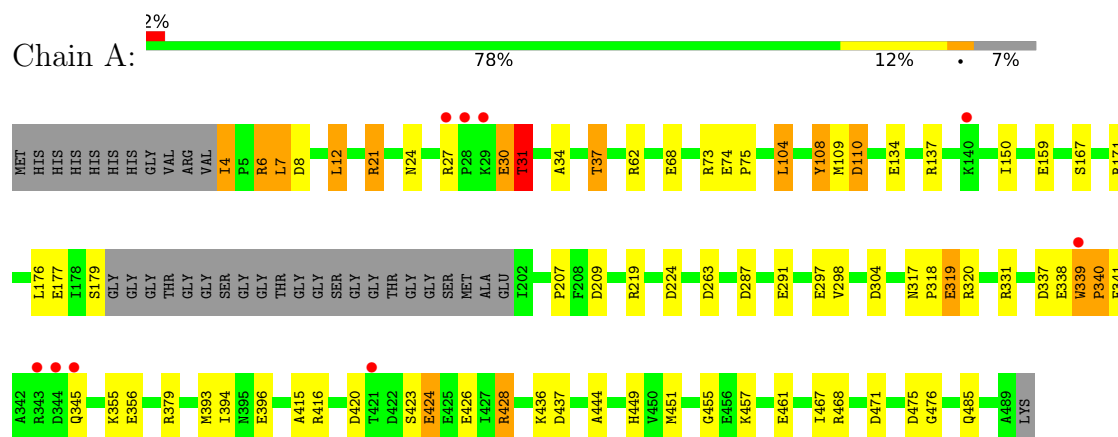 2%
Chain A:
78% 12% • 7%
MET HIS HIS HIS HIS HIS HIS GLY VAL ARG VAL I4 P5 R6 L7 D8 L12 R21 N24 R27 P28 K29 E30 T31 A34 T37 R62 E68 R73 E74 P75 L104 Y108 M109 D110 E134 R137 K140 I150 E159 S167
L176 E177 I178 S179 GLY GLY GLY THR GLY GLY SER GLY GLY THR GLY GLY SER GLY GLY THR GLY GLY SER MET ALA GLU I202 P207 F208 D209 R219 D224 D263 D287 E291 E297 V298 D304 N317 P318 E319 R320 R331 D337 E338 W339 P340
A342 R343 D344 Q345 K355 E356 R379 M393 I394 N395 E396 A415 R416 D420 T421 D422 S423 E424 E425 E426 I427 R428 K436 D437 A444 H449 V450 M451 G455 E456 K457 E461 I467 R468 D471 D475 G476 Q485 A489 LYS